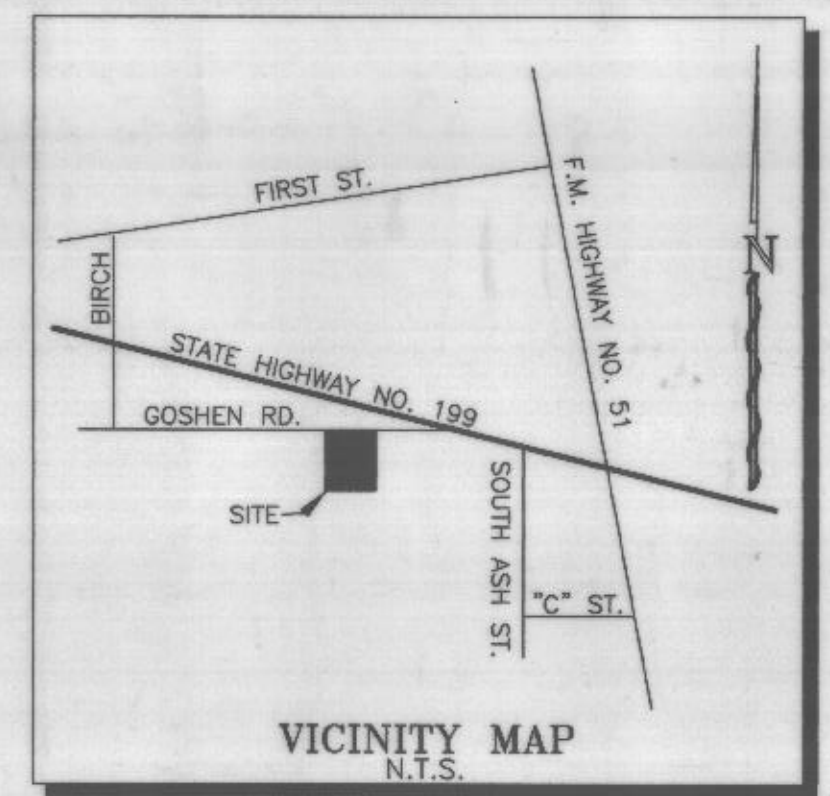 FIRST ST.
F.M. HIGHWAY NO. 51
N
BIRCH
STATE HIGHWAY NO. 199
GOSHEN RD.
SITE
SOUTH ASH ST.
"C" ST.
VICINITY MAP
N.T.S.